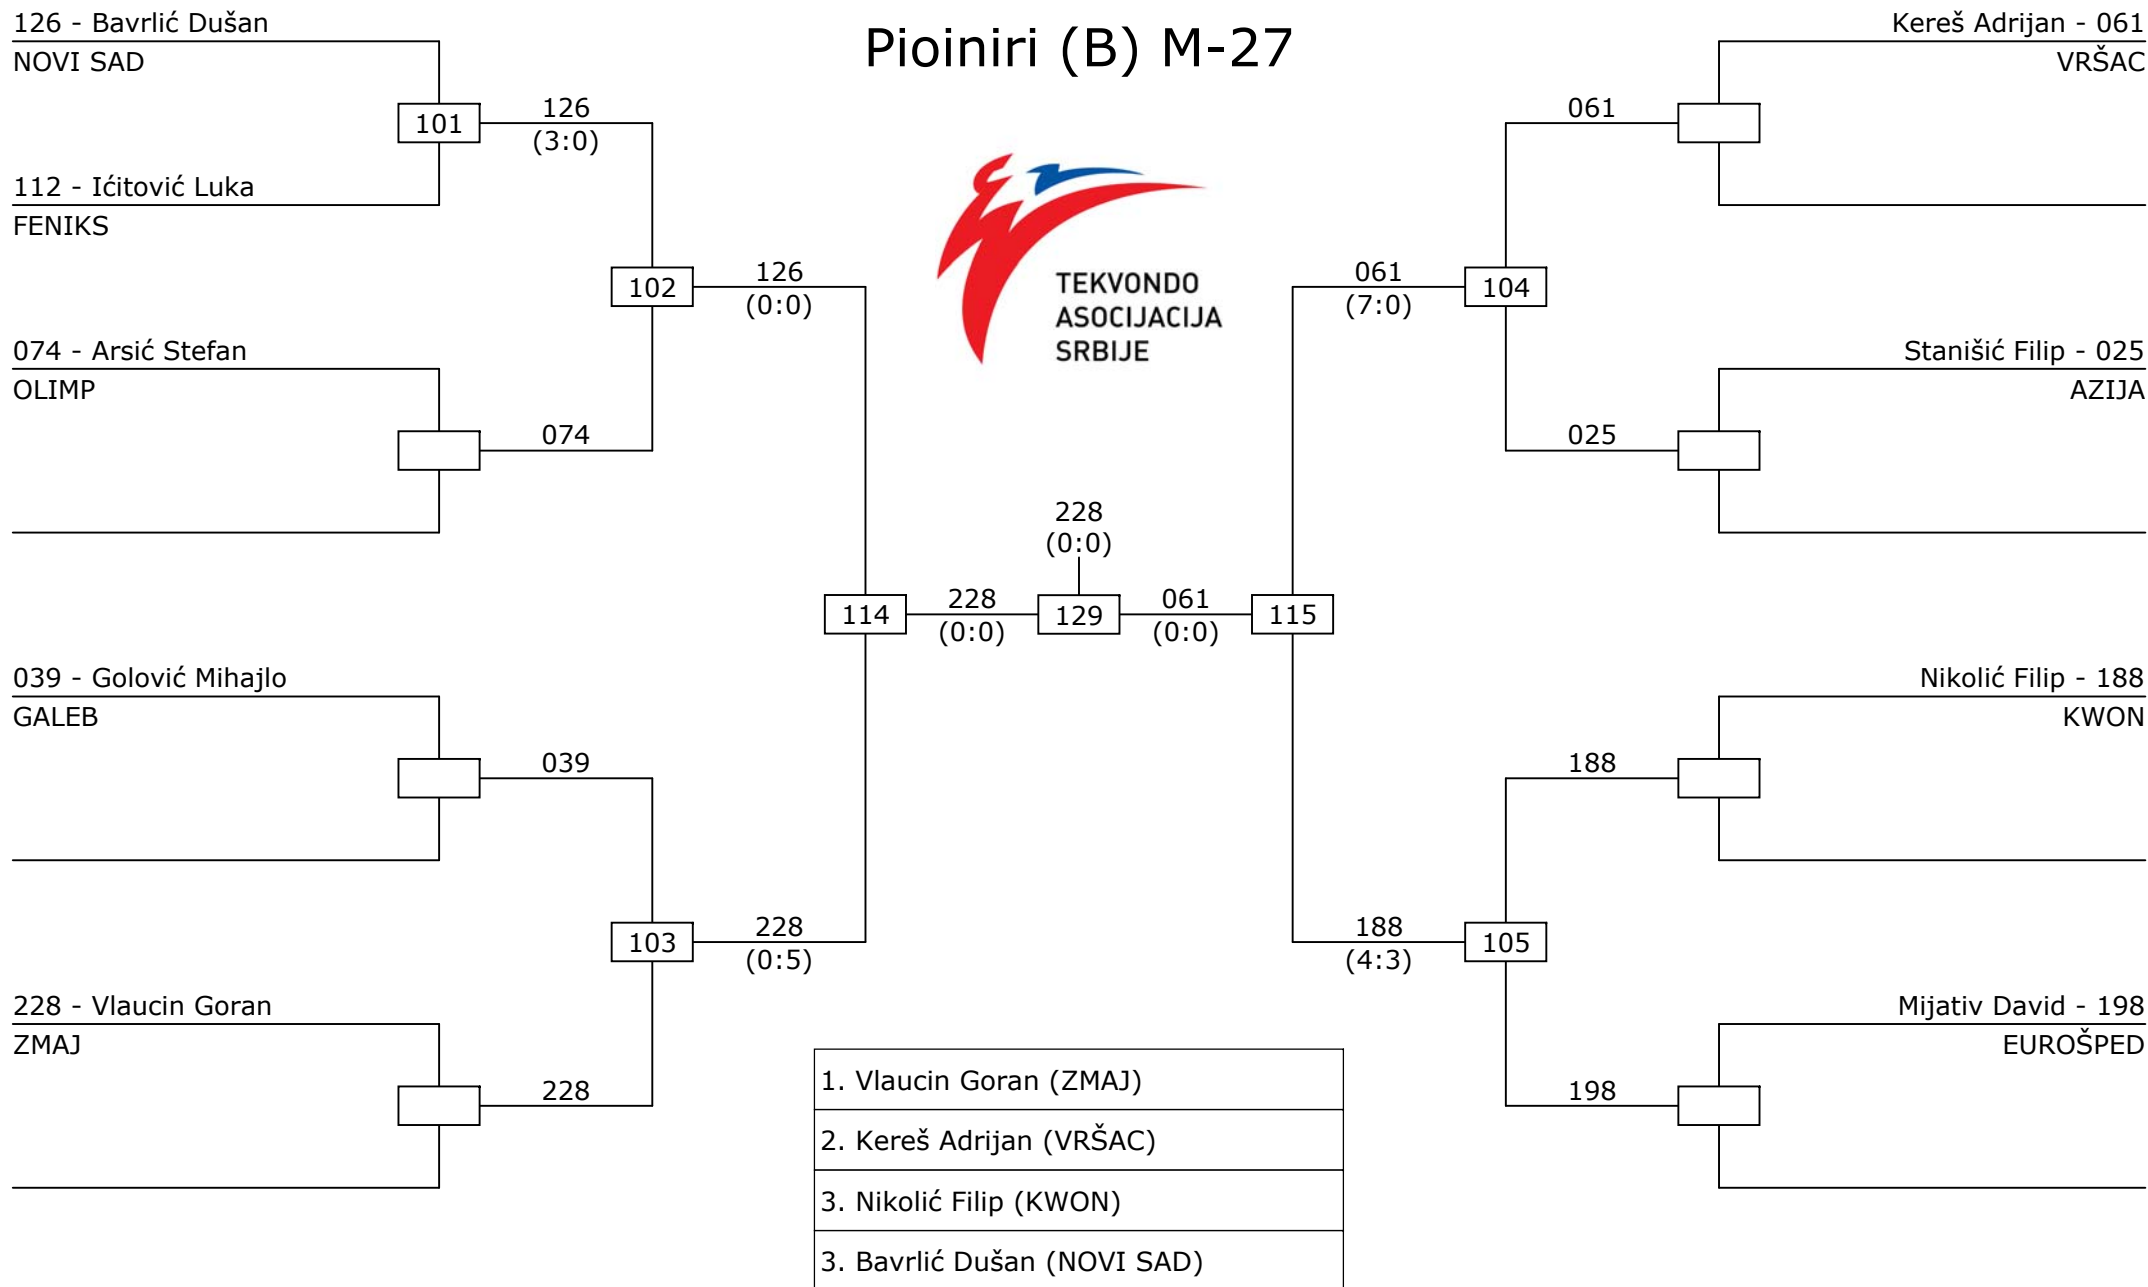 Pioiniri (B) M-27
TEKVONDO
ASOCIJACIJA
SRBIJE
126 - Bavrlić Dušan
NOVI SAD
101
126
(3:0)
112 - Ićitović Luka
FENIKS
102
126
(0:0)
074 - Arsić Stefan
OLIMP
074
039 - Golović Mihajlo
GALEB
039
103
228
(0:5)
228 - Vlaucin Goran
ZMAJ
228
114
228
(0:0)
228
(0:0)
129
061
(0:0)
115
Kereš Adrijan - 061
VRŠAC
061
061
(7:0)
104
Stanišić Filip - 025
AZIJA
025
Nikolić Filip - 188
KWON
188
188
(4:3)
105
Mijativ David - 198
EUROŠPED
198
1. Vlaucin Goran (ZMAJ)
2. Kereš Adrijan (VRŠAC)
3. Nikolić Filip (KWON)
3. Bavrlić Dušan (NOVI SAD)